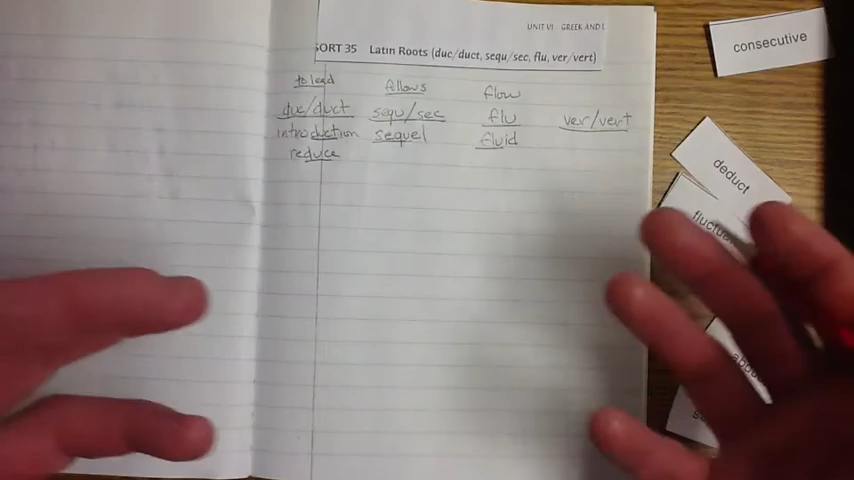 UNIT VI GREEK AND
SORT 35 Latin Roots (duc/duct, sequ/sec, flu, ver/vert)
to lead follows flow
duc/duct sequ/sec flu ver/vert
introduction sequel fluid
reduce
consecutive
deduct